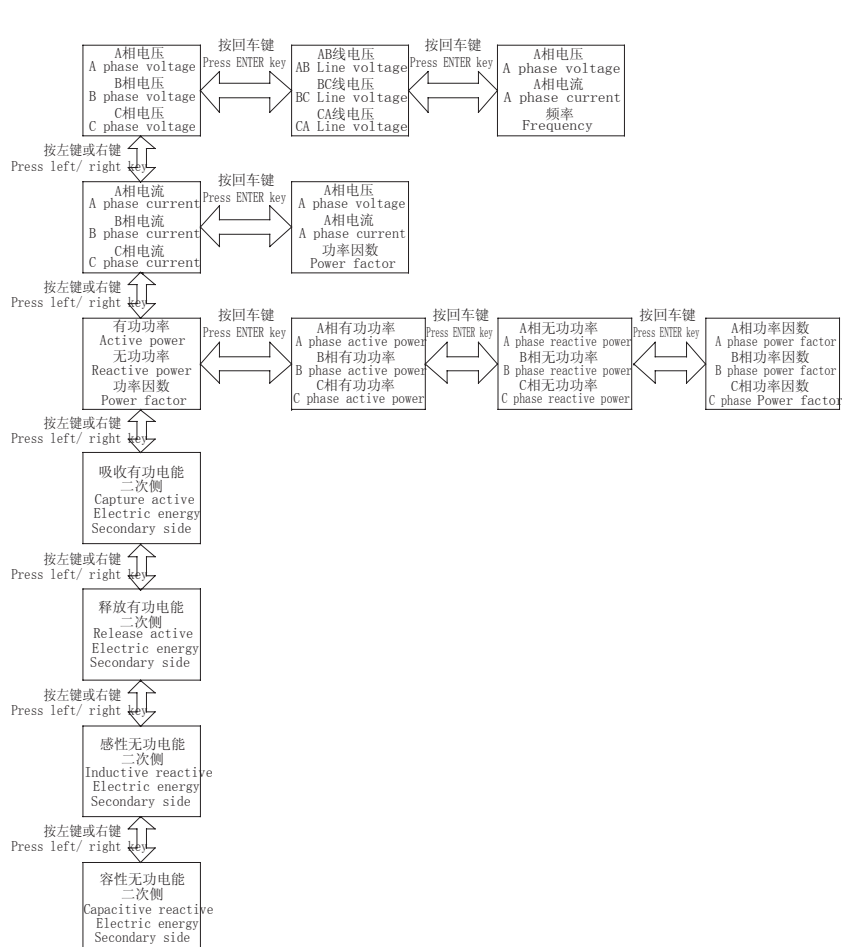 A相电压
A phase voltage
B相电压
B phase voltage
C相电压
C phase voltage
按回车键
Press ENTER key
AB线电压
AB Line voltage
BC线电压
BC Line voltage
CA线电压
CA Line voltage
按回车键
Press ENTER key
A相电压
A phase voltage
A相电流
A phase current
频率
Frequency
按左键或右键
Press left/ right key
A相电流
A phase current
B相电流
B phase current
C相电流
C phase current
按回车键
Press ENTER key
A相电压
A phase voltage
A相电流
A phase current
功率因数
Power factor
按左键或右键
Press left/ right key
有功功率
Active power
无功功率
Reactive power
功率因数
Power factor
按回车键
Press ENTER key
A相有功功率
A phase active power
B相有功功率
B phase active power
C相有功功率
C phase active power
按回车键
Press ENTER key
A相无功功率
A phase reactive power
B相无功功率
B phase reactive power
C相无功功率
C phase reactive power
按回车键
Press ENTER key
A相功率因数
A phase power factor
B相功率因数
B phase power factor
C相功率因数
C phase Power factor
按左键或右键
Press left/ right key
吸收有功电能
二次侧
Capture active
Electric energy
Secondary side
按左键或右键
Press left/ right key
释放有功电能
二次侧
Release active
Electric energy
Secondary side
按左键或右键
Press left/ right key
感性无功电能
二次侧
Inductive reactive
Electric energy
Secondary side
按左键或右键
Press left/ right key
容性无功电能
二次侧
Capacitive reactive
Electric energy
Secondary side